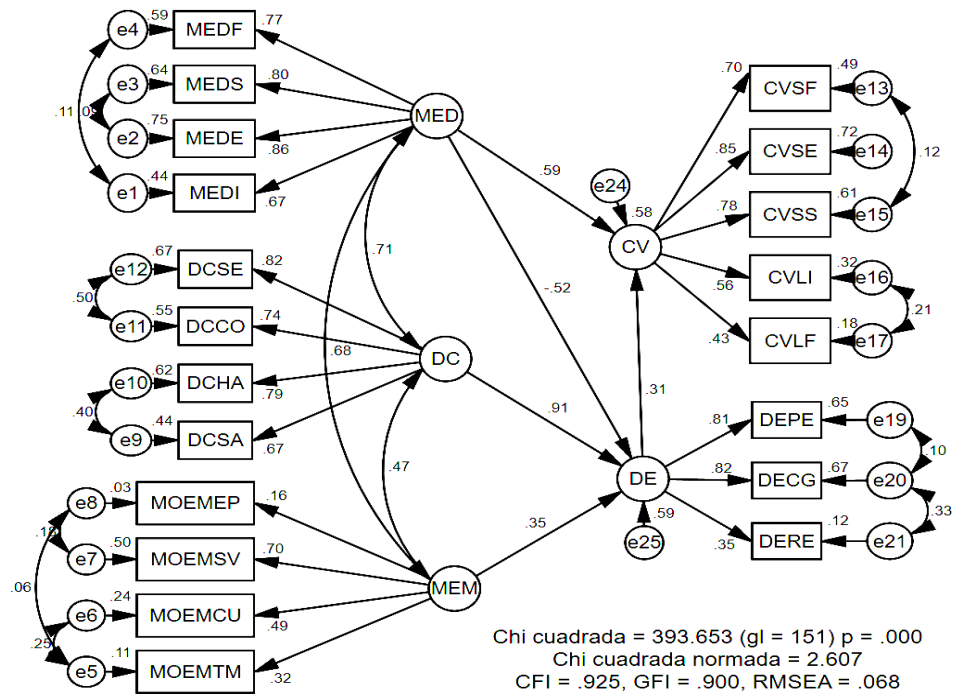 e4 .59 MEDF .77
e3 .64 MEDS .80
.11 .09
e2 .75 MEDE .86
e1 .44 MEDI .67
MED
.59
.71
-.52
.68
e12 .67 DCSE .82
.50
e11 .55 DCCO .74
DC
e10 .62 DCHA .79
.40
e9 .44 DCSA .67
.91
.47
e8 .03 MOEMEP .16
.18
e7 .50 MOEMSV .70
.06
MEM
.35
e6 .24 MOEMCU .49
.25
e5 .11 MOEMTM .32
e24
.58
CV
.31
.70 CVSF .49 e13
.85 CVSE .72 e14
.12
.78 CVSS .61 e15
.56 CVLI .32 e16
.21
.43 CVLF .18 e17
DE
.59
e25
.81 DEPE .65 e19
.10
.82 DECG .67 e20
.33
.35 DERE .12 e21
Chi cuadrada = 393.653 (gl = 151) p = .000
Chi cuadrada normada = 2.607
CFI = .925, GFI = .900, RMSEA = .068